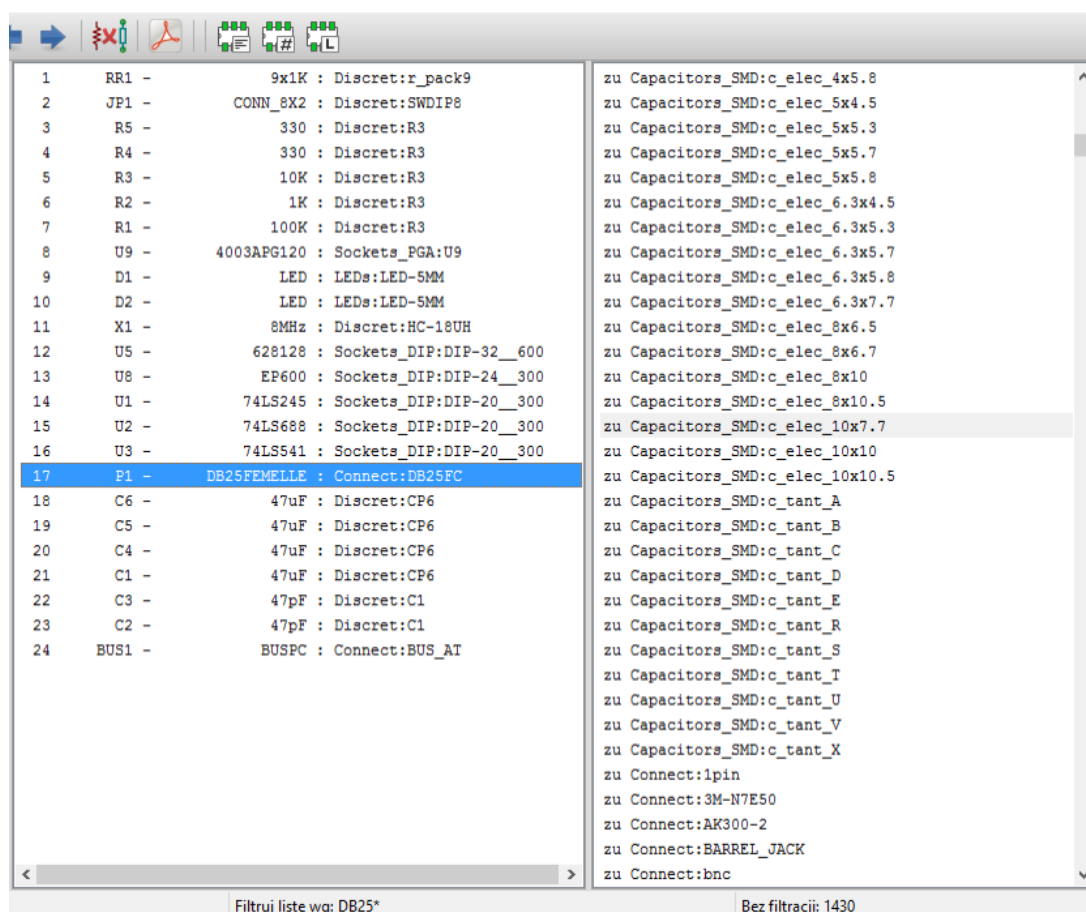 1 RR1 - 9x1K : Discret:r_pack9
2 JP1 - CONN_8X2 : Discret:SWDIP8
3 R5 - 330 : Discret:R3
4 R4 - 330 : Discret:R3
5 R3 - 10K : Discret:R3
6 R2 - 1K : Discret:R3
7 R1 - 100K : Discret:R3
8 U9 - 4003APG120 : Sockets_PGA:U9
9 D1 - LED : LEDs:LED-5MM
10 D2 - LED : LEDs:LED-5MM
11 X1 - 8MHz : Discret:HC-18UH
12 U5 - 628128 : Sockets_DIP:DIP-32__600
13 U8 - EP600 : Sockets_DIP:DIP-24__300
14 U1 - 74LS245 : Sockets_DIP:DIP-20__300
15 U2 - 74LS688 : Sockets_DIP:DIP-20__300
16 U3 - 74LS541 : Sockets_DIP:DIP-20__300
17 P1 - DB25FEMELLE : Connect:DB25FC
18 C6 - 47uF : Discret:CP6
19 C5 - 47uF : Discret:CP6
20 C4 - 47uF : Discret:CP6
21 C1 - 47uF : Discret:CP6
22 C3 - 47pF : Discret:C1
23 C2 - 47pF : Discret:C1
24 BUS1 - BUSPC : Connect:BUS_AT
zu Capacitors_SMD:c_elec_4x5.8
zu Capacitors_SMD:c_elec_5x4.5
zu Capacitors_SMD:c_elec_5x5.3
zu Capacitors_SMD:c_elec_5x5.7
zu Capacitors_SMD:c_elec_5x5.8
zu Capacitors_SMD:c_elec_6.3x4.5
zu Capacitors_SMD:c_elec_6.3x5.3
zu Capacitors_SMD:c_elec_6.3x5.7
zu Capacitors_SMD:c_elec_6.3x5.8
zu Capacitors_SMD:c_elec_6.3x7.7
zu Capacitors_SMD:c_elec_8x6.5
zu Capacitors_SMD:c_elec_8x6.7
zu Capacitors_SMD:c_elec_8x10
zu Capacitors_SMD:c_elec_8x10.5
zu Capacitors_SMD:c_elec_10x7.7
zu Capacitors_SMD:c_elec_10x10
zu Capacitors_SMD:c_elec_10x10.5
zu Capacitors_SMD:c_tant_A
zu Capacitors_SMD:c_tant_B
zu Capacitors_SMD:c_tant_C
zu Capacitors_SMD:c_tant_D
zu Capacitors_SMD:c_tant_E
zu Capacitors_SMD:c_tant_R
zu Capacitors_SMD:c_tant_S
zu Capacitors_SMD:c_tant_T
zu Capacitors_SMD:c_tant_U
zu Capacitors_SMD:c_tant_V
zu Capacitors_SMD:c_tant_X
zu Connect:1pin
zu Connect:3M-N7E50
zu Connect:AK300-2
zu Connect:BARREL_JACK
zu Connect:bnc
Filtruj listę wg: DB25*
Bez filtracji: 1430